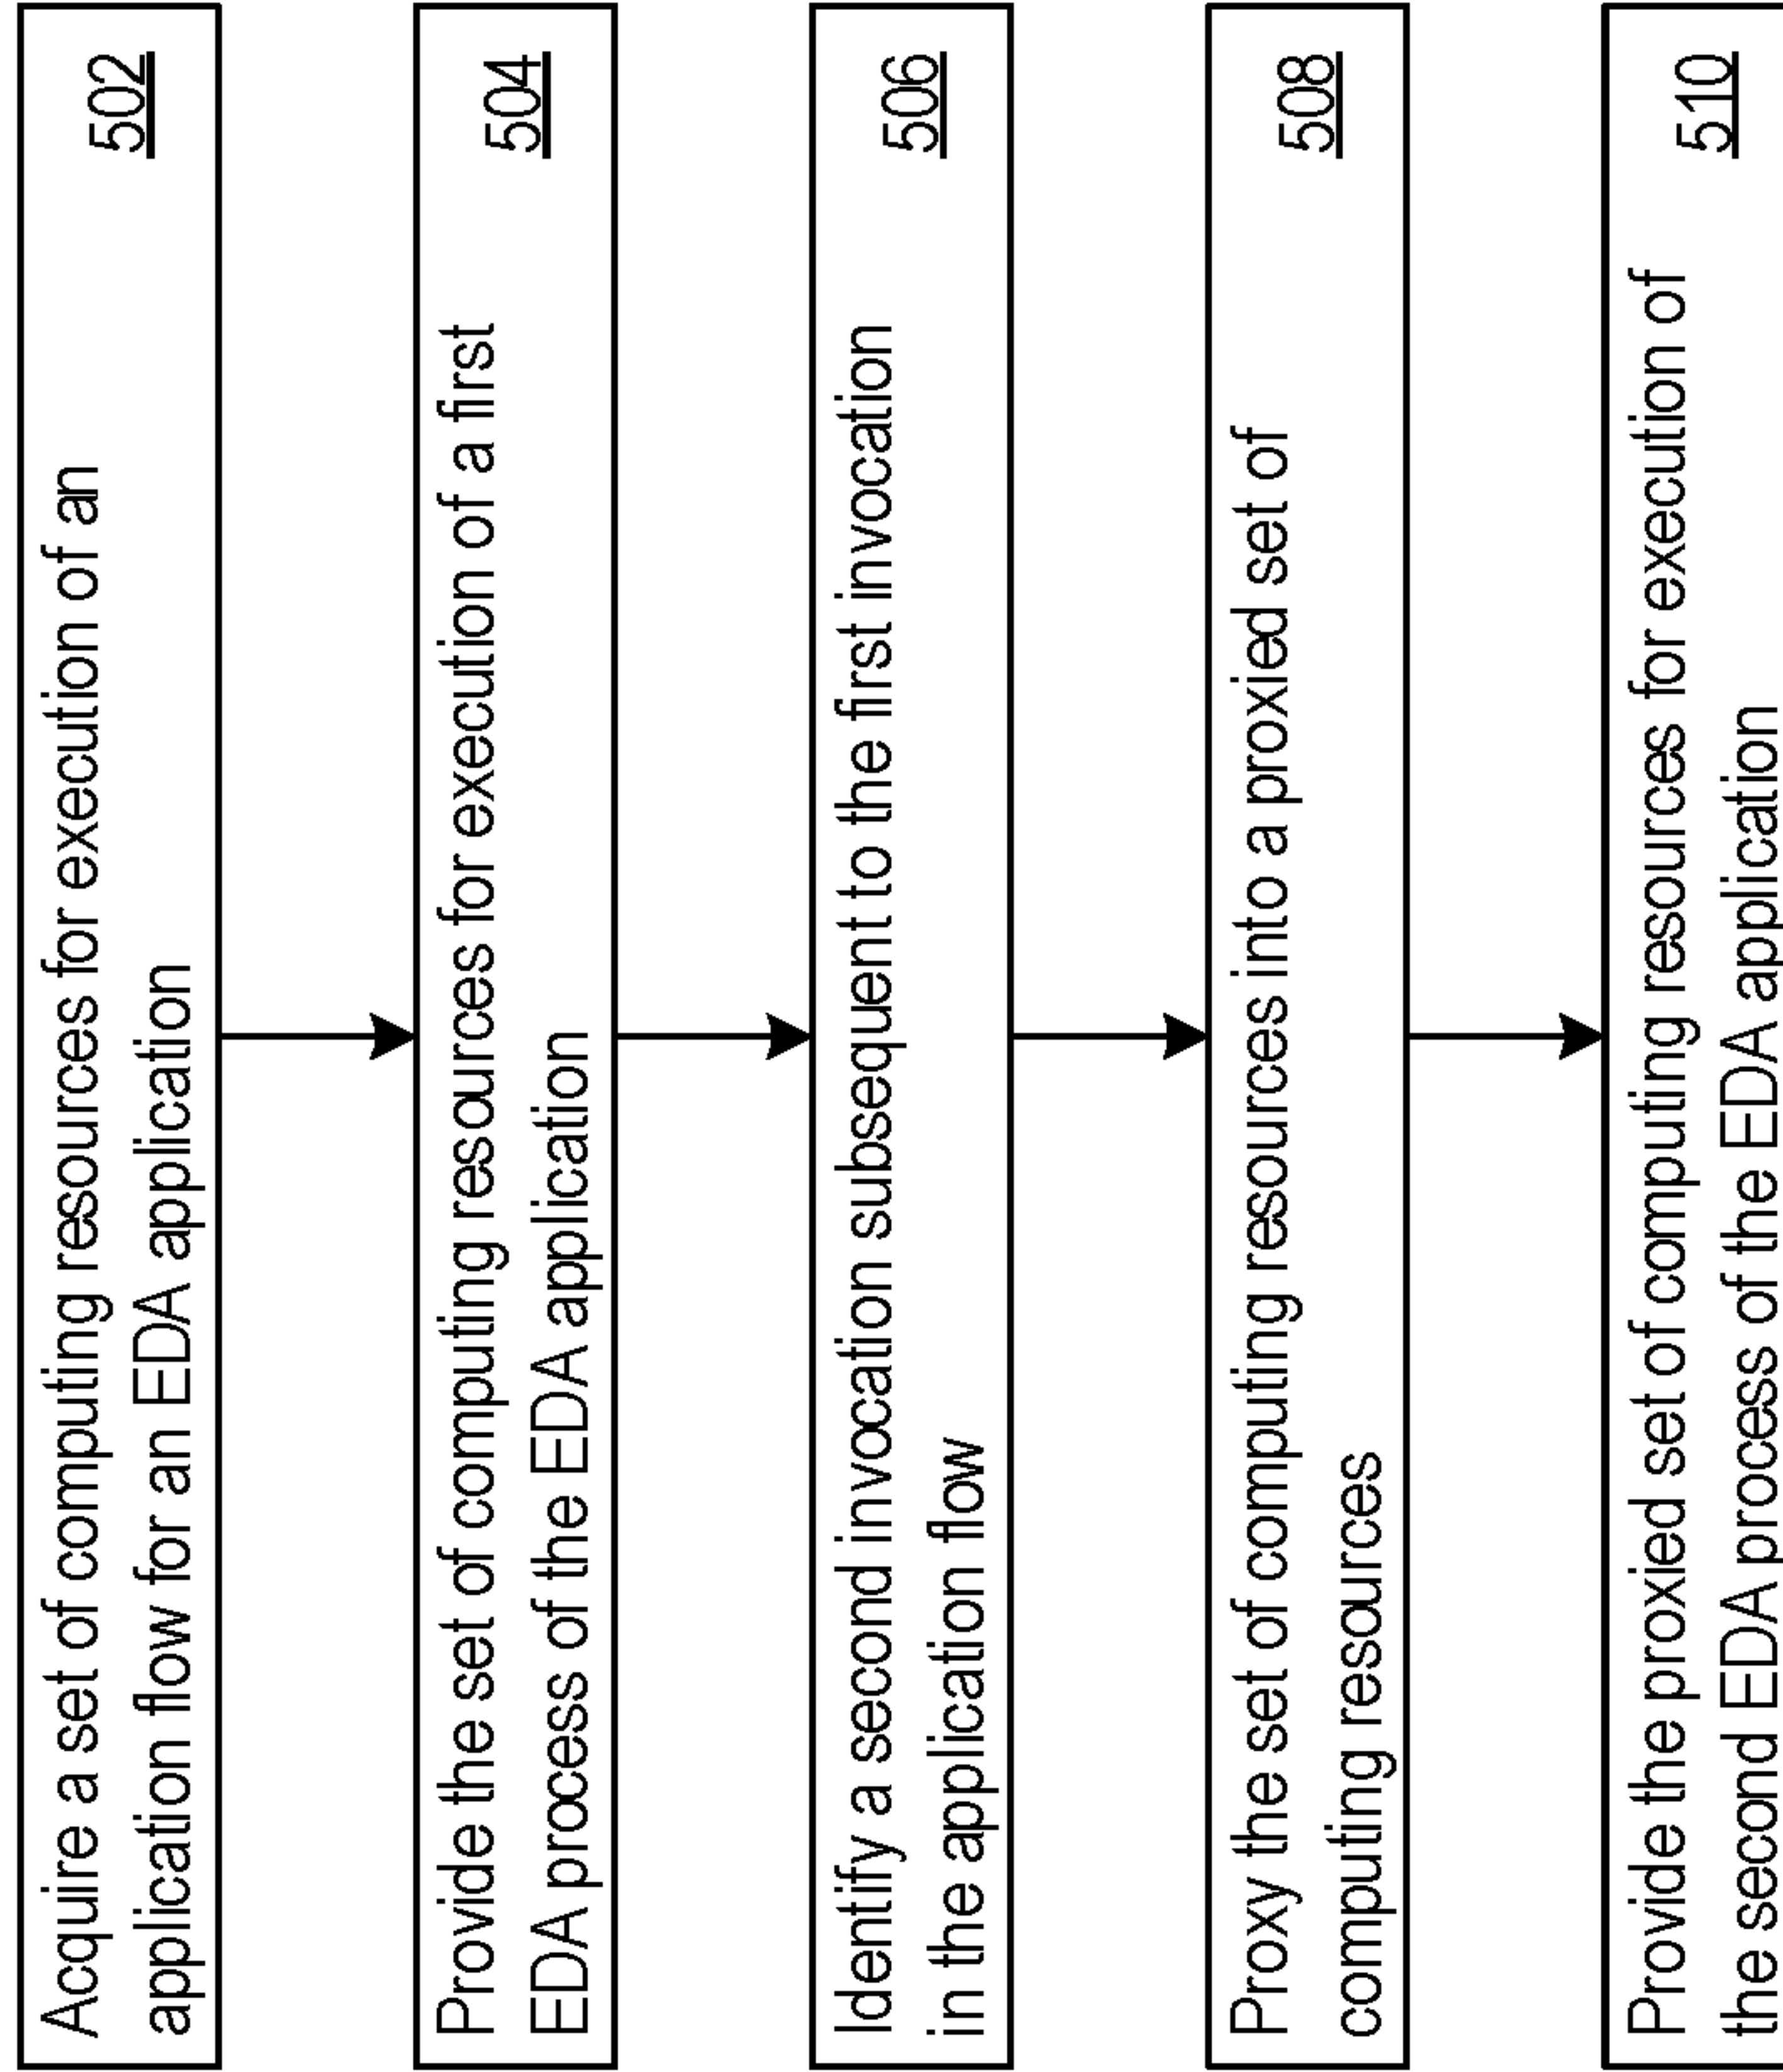 Acquire a set of computing resources for execution of an
application flow for an EDA application
502
Provide the set of computing resources for execution of a first
EDA process of the EDA application
504
Identify a second invocation subsequent to the first invocation
in the application flow
506
Proxy the set of computing resources into a proxied set of
computing resources
508
Provide the proxied set of computing resources for execution of
the second EDA process of the EDA application
510